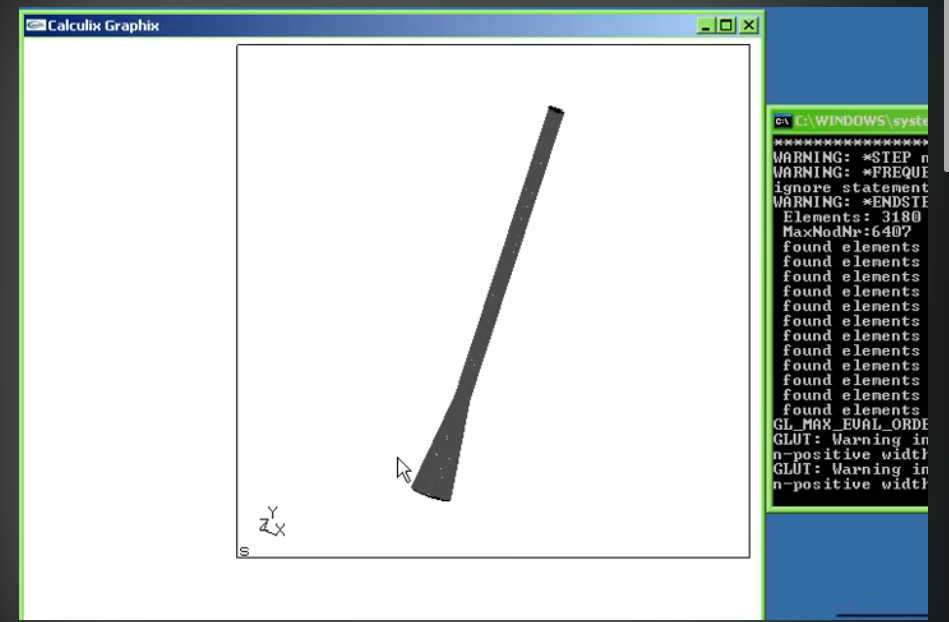 Calculix Graphix
C:\WINDOWS\syste
********************
WARNING: *STEP n
WARNING: *FREQUE
ignore statement
WARNING: *ENDSTE
Elements: 3180
MaxNodNr:6407
found elements
found elements
found elements
found elements
found elements
found elements
found elements
found elements
found elements
found elements
found elements
found elements
GL_MAX_EVAL_ORDE
GLUT: Warning in
n-positive width
GLUT: Warning in
n-positive width
Y
Z X
S